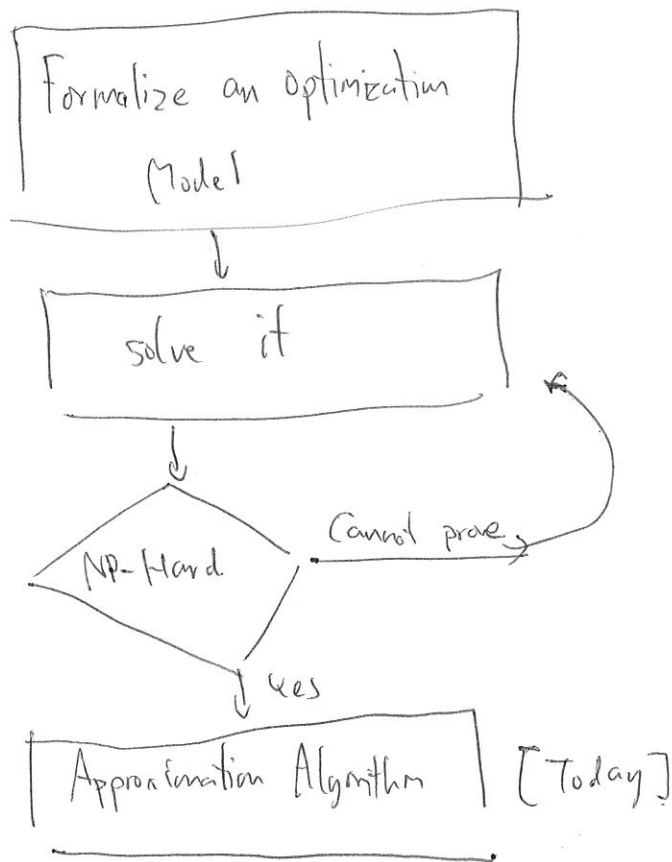 Formalize an optimization
Model
solve it
NP-Hard
Cannot prove
Yes
Approximation Algorithm
[Today]